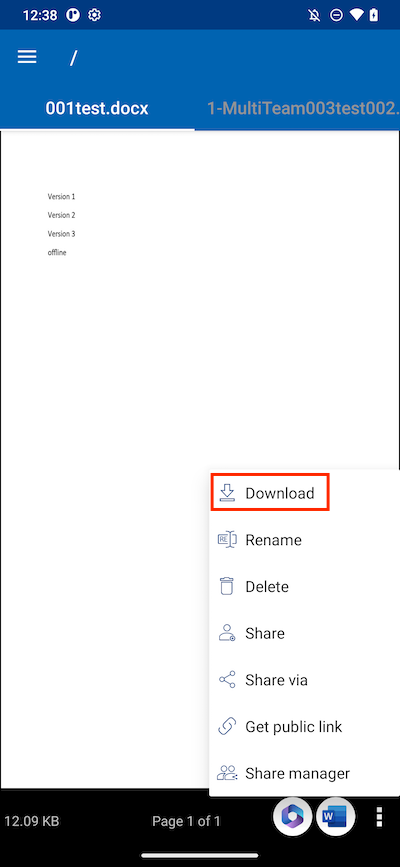 12:38
/
001test.docx
1-MultiTeam003test002.
Version 1
Version 2
Version 3
offline
Download
Rename
Delete
Share
Share via
Get public link
Share manager
12.09 KB
Page 1 of 1
W